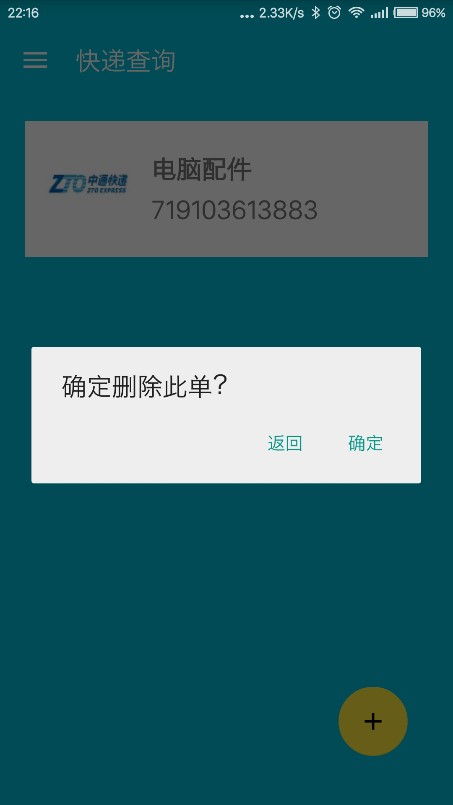 22:16 ... 2.33K/s 96%
快递查询
电脑配件
ZTO 中通快递
ZTO EXPRESS
719103613883
确定删除此单?
返回 确定
+